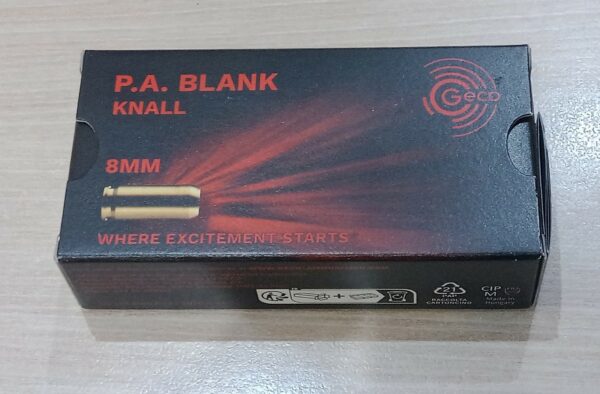 P.A. BLANK
KNALL
Geco
8MM
WHERE EXCITEMENT STARTS
21
PAP
RACCOLTA
CARTONCINO
CIP
M
Made in
Hungary